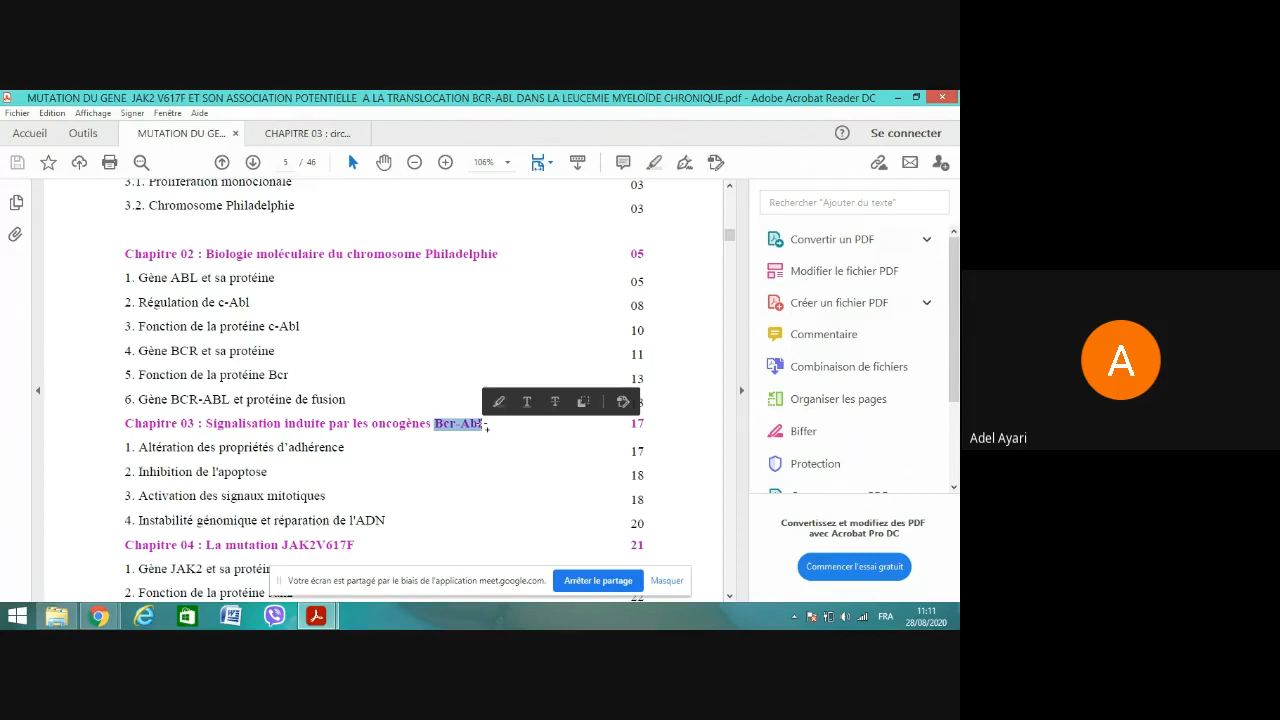 MUTATION DU GENE JAK2 V617F ET SON ASSOCIATION POTENTIELLE A LA TRANSLOCATION BCR-ABL DANS LA LEUCEMIE MYELOÏDE CHRONIQUE.pdf - Adobe Acrobat Reader DC
Fichier Edition Affichage Signer Fenêtre Aide
Accueil Outils MUTATION DU GE... × CHAPITRE 03 : circ... Se connecter
5 / 46 106%
3.1. Prolifération monoclonale 03
3.2. Chromosome Philadelphie 03
Chapitre 02 : Biologie moléculaire du chromosome Philadelphie 05
1. Gène ABL et sa protéine 05
2. Régulation de c-Abl 08
3. Fonction de la protéine c-Abl 10
4. Gène BCR et sa protéine 11
5. Fonction de la protéine Bcr 13
6. Gène BCR-ABL et protéine de fusion
Chapitre 03 : Signalisation induite par les oncogènes Bcr-Abl 17
1. Altération des propriétés d’adhérence 17
2. Inhibition de l'apoptose 18
3. Activation des signaux mitotiques 18
4. Instabilité génomique et réparation de l'ADN 20
Chapitre 04 : La mutation JAK2V617F 21
1. Gène JAK2 et sa
2. Fonction de la 22
Rechercher "Ajouter du texte"
Convertir un PDF
Modifier le fichier PDF
Créer un fichier PDF
Commentaire
Combinaison de fichiers
Organiser les pages
Biffer
Protection
Convertissez et modifiez des PDF
avec Acrobat Pro DC
Commencer l'essai gratuit
Votre écran est partagé par le biais de l'application meet.google.com. Arrêter le partage Masquer
FRA
11:11
28/08/2020
A
Adel Ayari